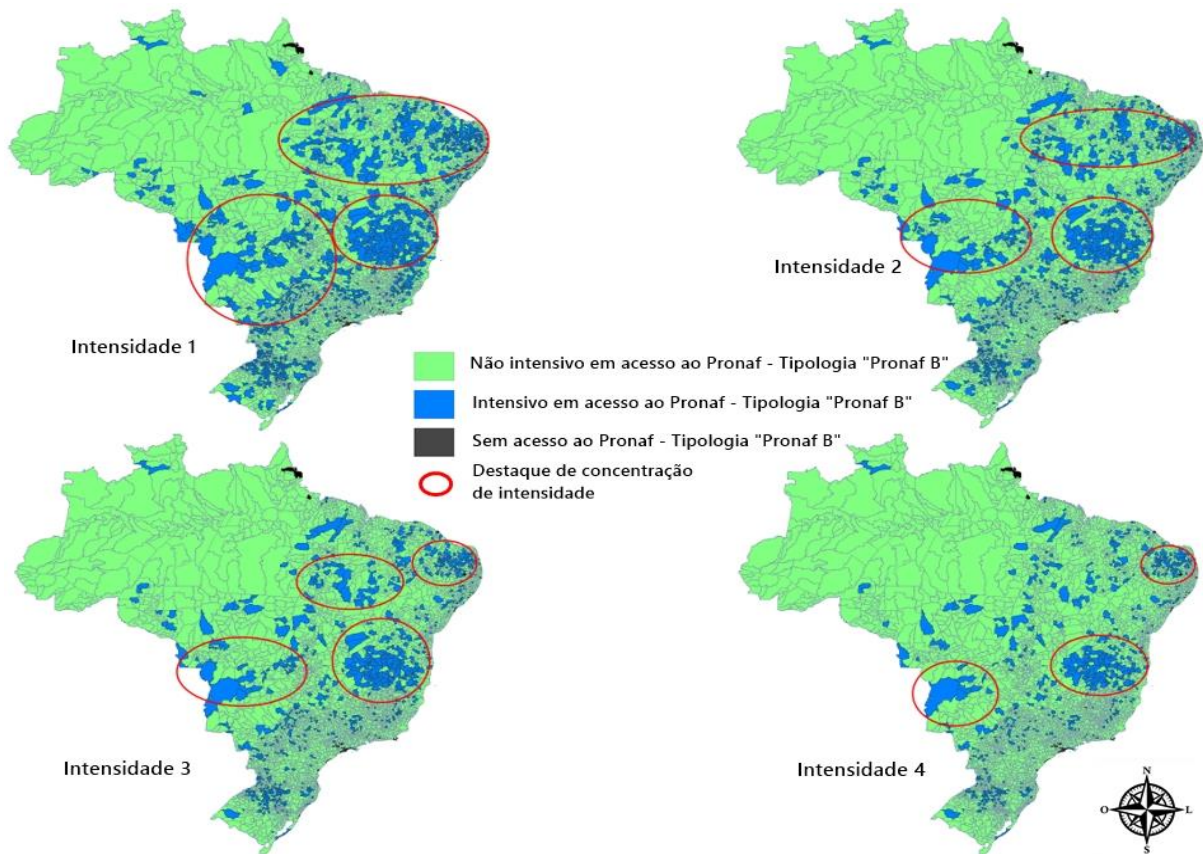 Intensidade 1
Intensidade 2
Não intensivo em acesso ao Pronaf - Tipologia "Pronaf B"
Intensivo em acesso ao Pronaf - Tipologia "Pronaf B"
Sem acesso ao Pronaf - Tipologia "Pronaf B"
Destaque de concentração
de intensidade
Intensidade 3
Intensidade 4
N
O
L
S